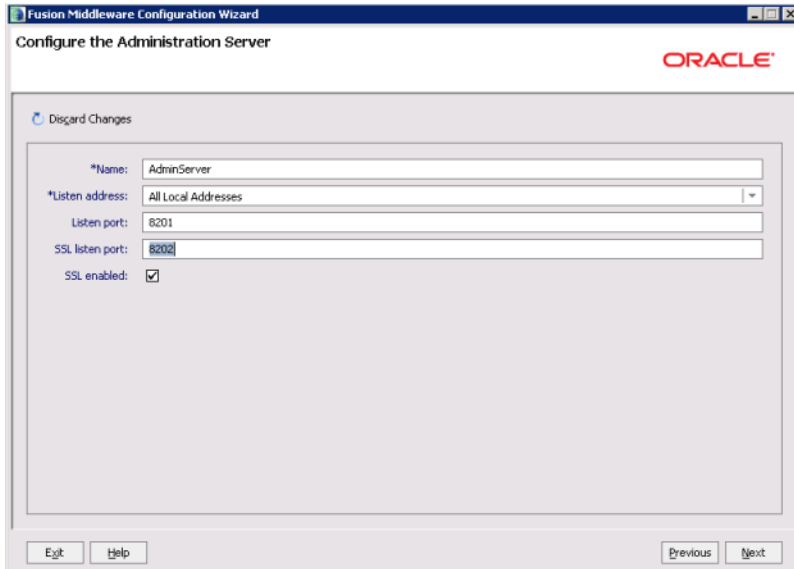 Fusion Middleware Configuration Wizard
Configure the Administration Server
ORACLE
Discard Changes
*Name: AdminServer
*Listen address: All Local Addresses
Listen port: 8201
SSL listen port: 8202
SSL enabled:
Exit Help Previous Next